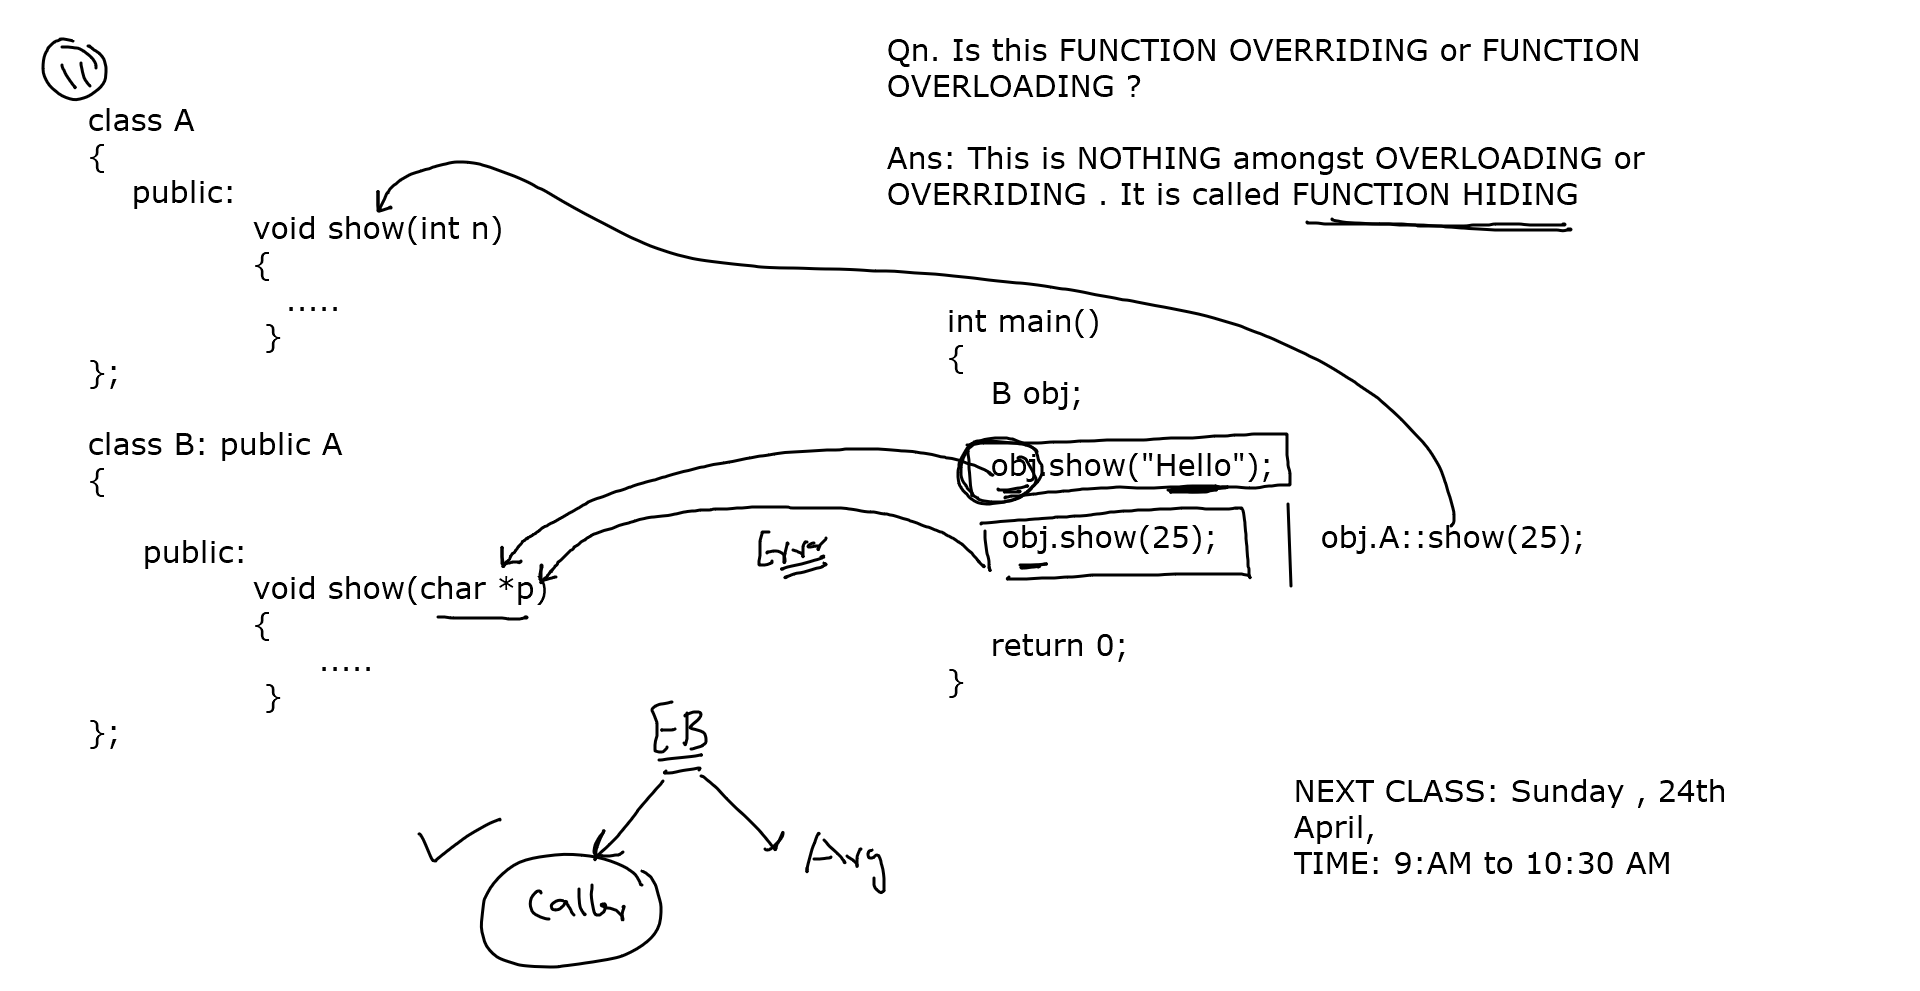 11
class A
{
public:
void show(int n)
{
.....
}
};
class B: public A
{
public:
void show(char *p)
{
.....
}
};
Qn. Is this FUNCTION OVERRIDING or FUNCTION
OVERLOADING ?
Ans: This is NOTHING amongst OVERLOADING or
OVERRIDING . It is called FUNCTION HIDING
int main()
{
B obj;
obj.show("Hello");
Error
obj.show(25);
obj.A::show(25);
return 0;
}
EB
Caller
Arg
NEXT CLASS: Sunday , 24th
April,
TIME: 9:AM to 10:30 AM